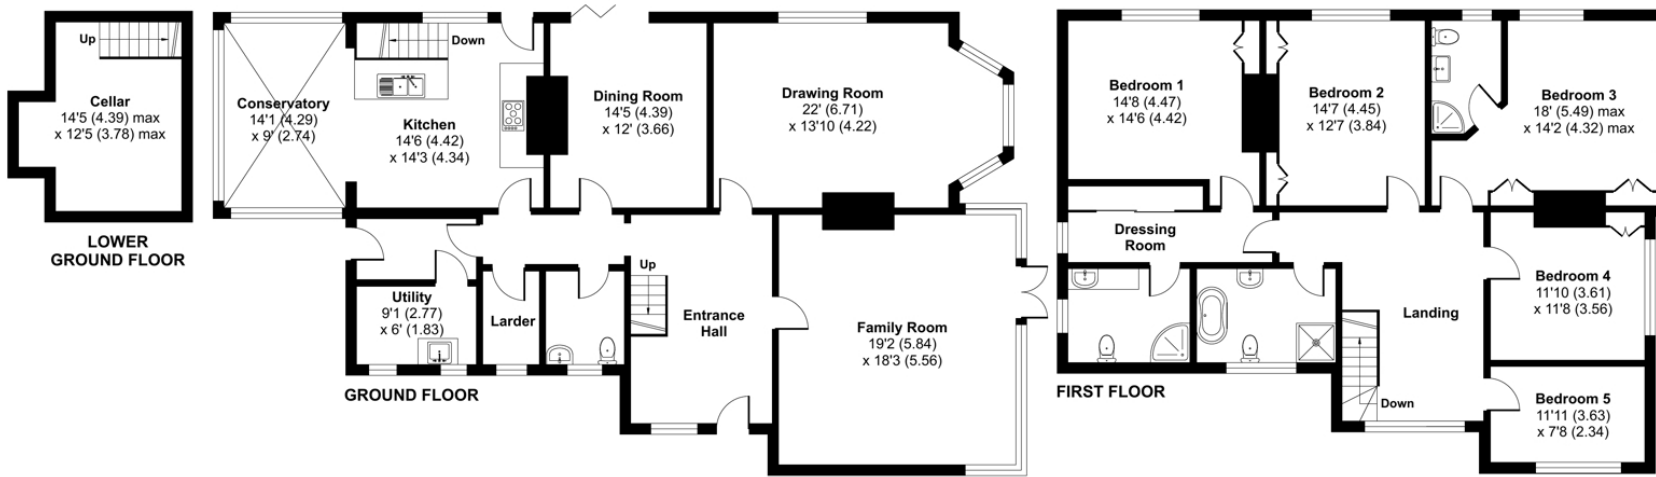 Up
Cellar
14'5 (4.39) max
x 12'5 (3.78) max
LOWER
GROUND FLOOR
Conservatory
14'1 (4.29)
x 9' (2.74)
Down
Kitchen
14'6 (4.42)
x 14'3 (4.34)
Dining Room
14'5 (4.39)
x 12' (3.66)
Drawing Room
22' (6.71)
x 13'10 (4.22)
Utility
9'1 (2.77)
x 6' (1.83)
Larder
Up
Entrance
Hall
Family Room
19'2 (5.84)
x 18'3 (5.56)
GROUND FLOOR
Bedroom 1
14'8 (4.47)
x 14'6 (4.42)
Bedroom 2
14'7 (4.45)
x 12'7 (3.84)
Bedroom 3
18' (5.49) max
x 14'2 (4.32) max
Dressing
Room
Landing
Bedroom 4
11'10 (3.61)
x 11'8 (3.56)
Down
Bedroom 5
11'11 (3.63)
x 7'8 (2.34)
FIRST FLOOR